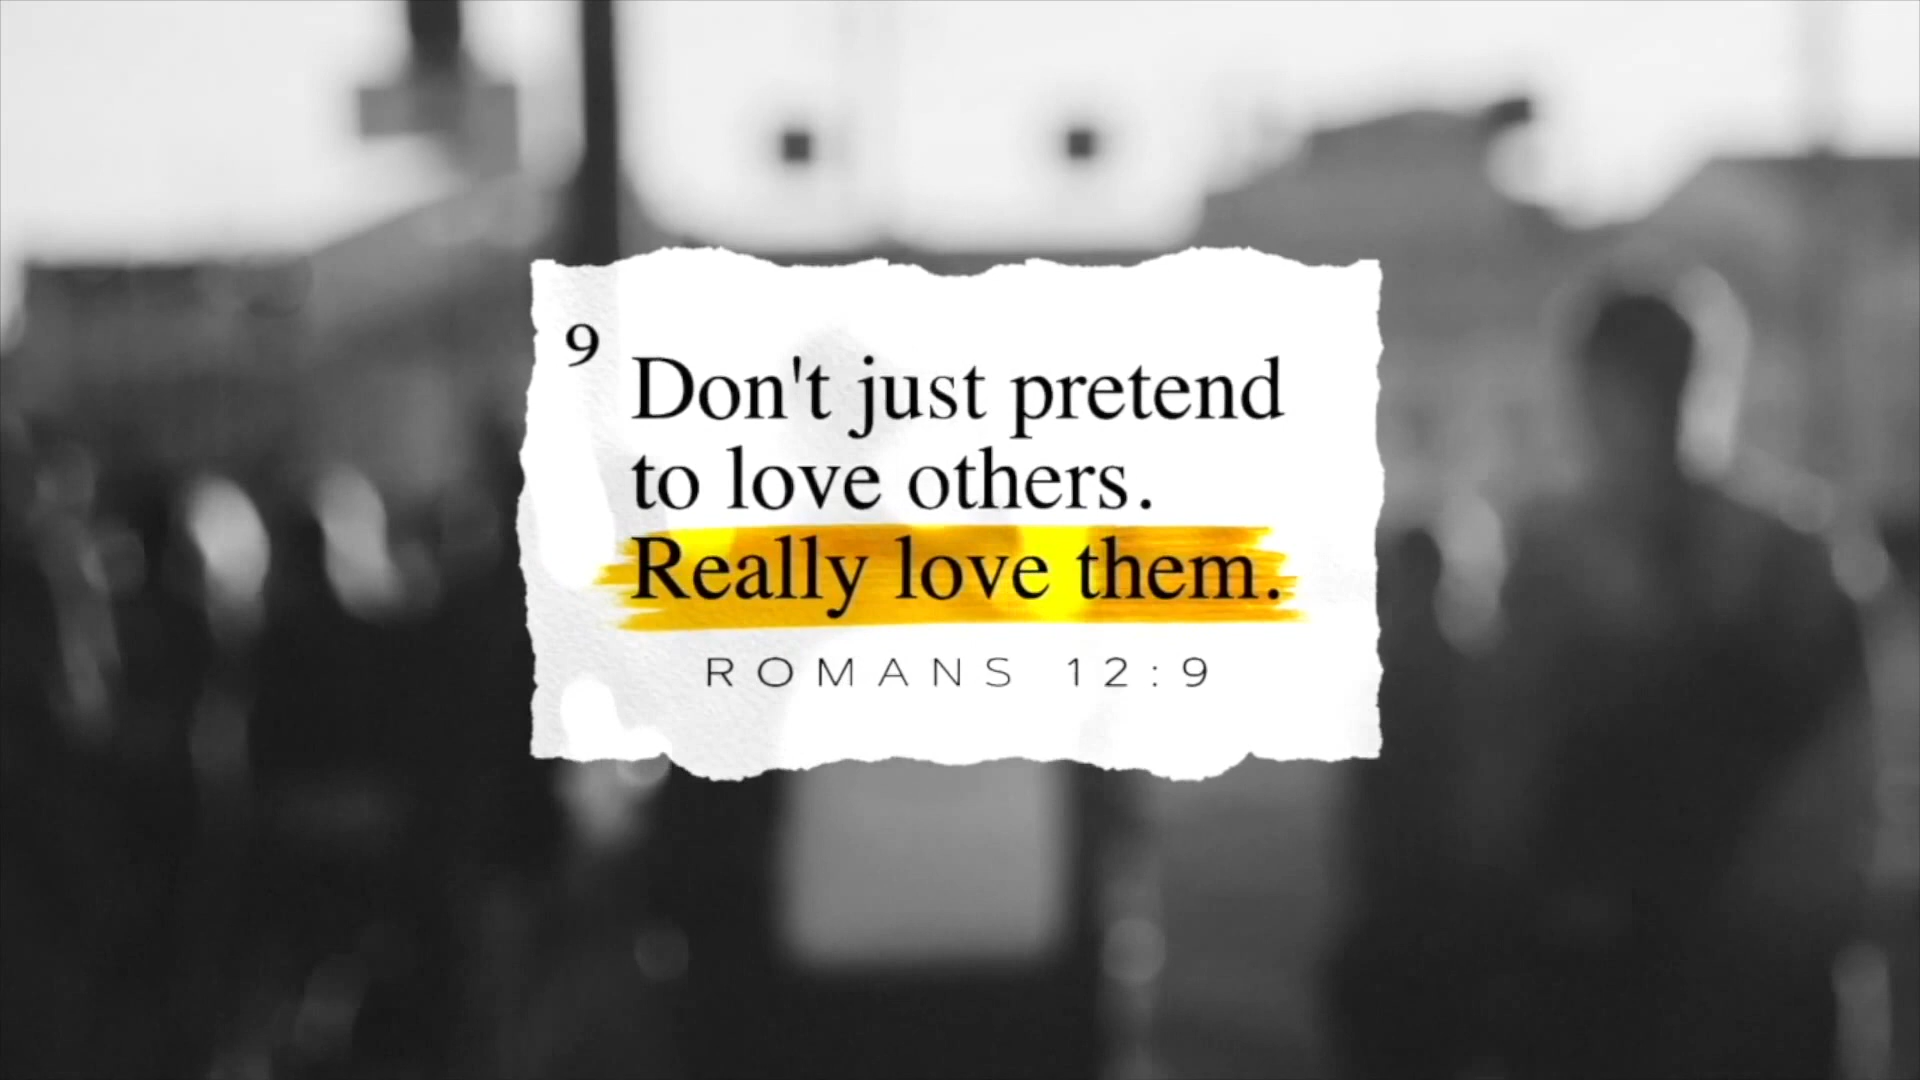 9
Don't just pretend
to love others.
Really love them.
ROMANS 12:9